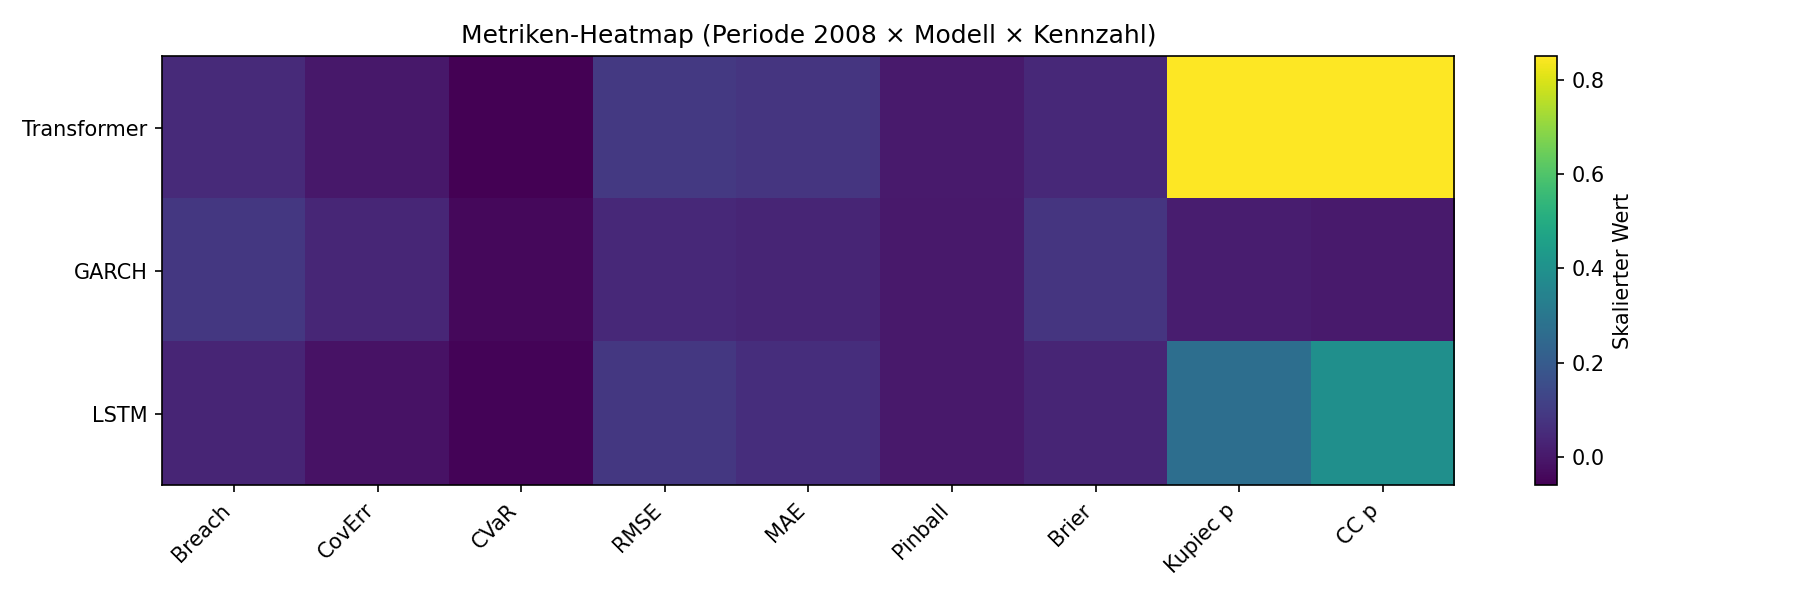 Metriken-Heatmap (Periode 2008 × Modell × Kennzahl)
Transformer
GARCH
LSTM
Breach
CovErr
CVaR
RMSE
MAE
Pinball
Brier
Kupiec p
CC p
0.8
0.6
0.4
0.2
0.0
Skalierter Wert